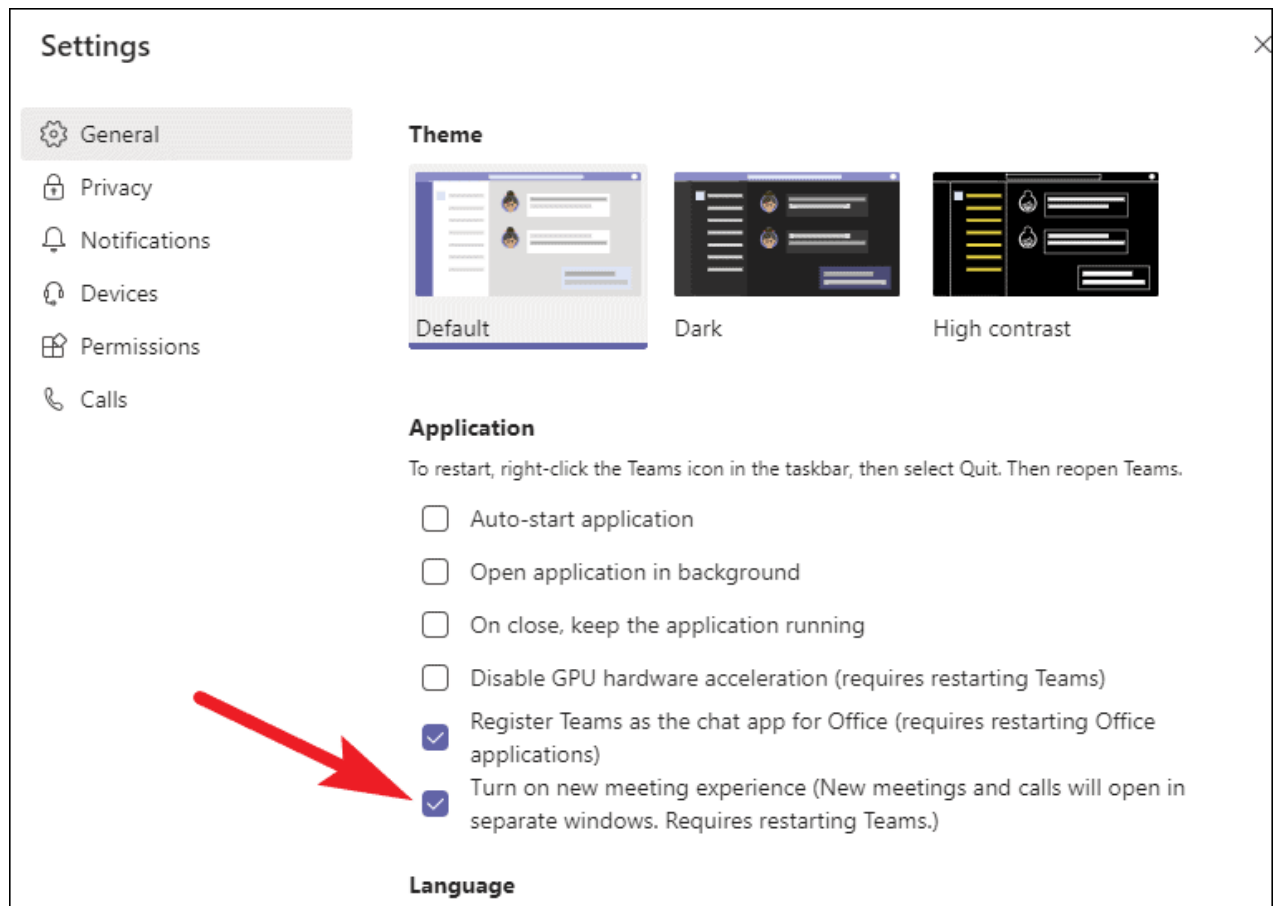 Settings
General
Privacy
Notifications
Devices
Permissions
Calls
Theme
Default
Dark
High contrast
Application
To restart, right-click the Teams icon in the taskbar, then select Quit. Then reopen Teams.
Auto-start application
Open application in background
On close, keep the application running
Disable GPU hardware acceleration (requires restarting Teams)
Register Teams as the chat app for Office (requires restarting Office
applications)
Turn on new meeting experience (New meetings and calls will open in
separate windows. Requires restarting Teams.)
Language